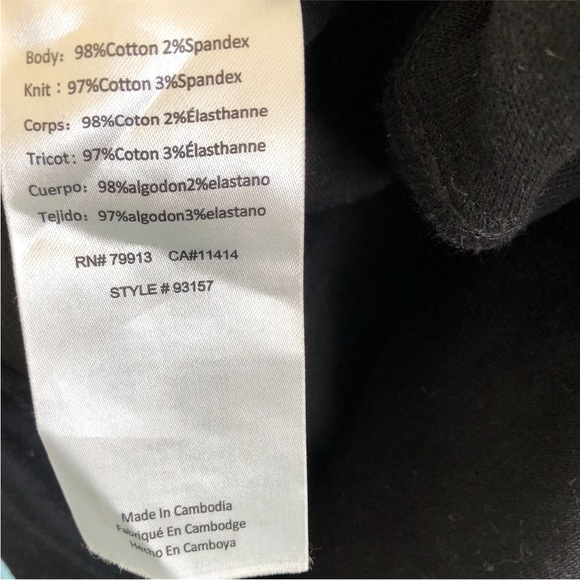 Body: 98%Cotton 2%Spandex
Knit : 97%Cotton 3%Spandex
Corps: 98%Coton 2%Élasthanne
Tricot: 97%Coton 3%Élasthanne
Cuerpo: 98%algodon2%elastano
Tejido: 97%algodon3%elastano
RN# 79913 CA#11414
STYLE # 93157
Made In Cambodia
Fabriqué En Cambodge
Hecho En Camboya